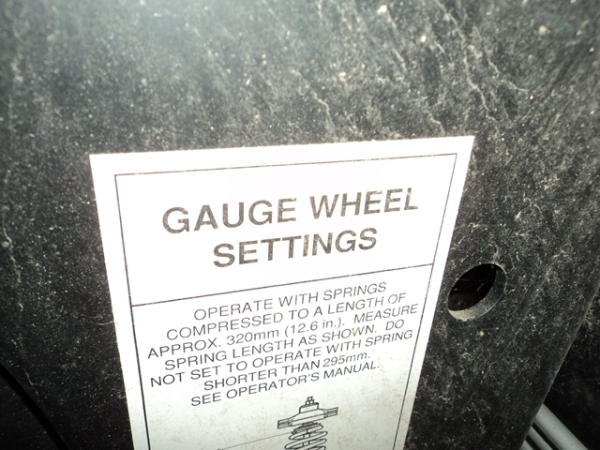 GAUGE WHEEL
SETTINGS
OPERATE WITH SPRINGS
COMPRESSED TO A LENGTH OF
APPROX. 320mm (12.6 in.). MEASURE
SPRING LENGTH AS SHOWN. DO
NOT SET TO OPERATE WITH SPRING
SHORTER THAN 295mm.
SEE OPERATOR'S MANUAL.